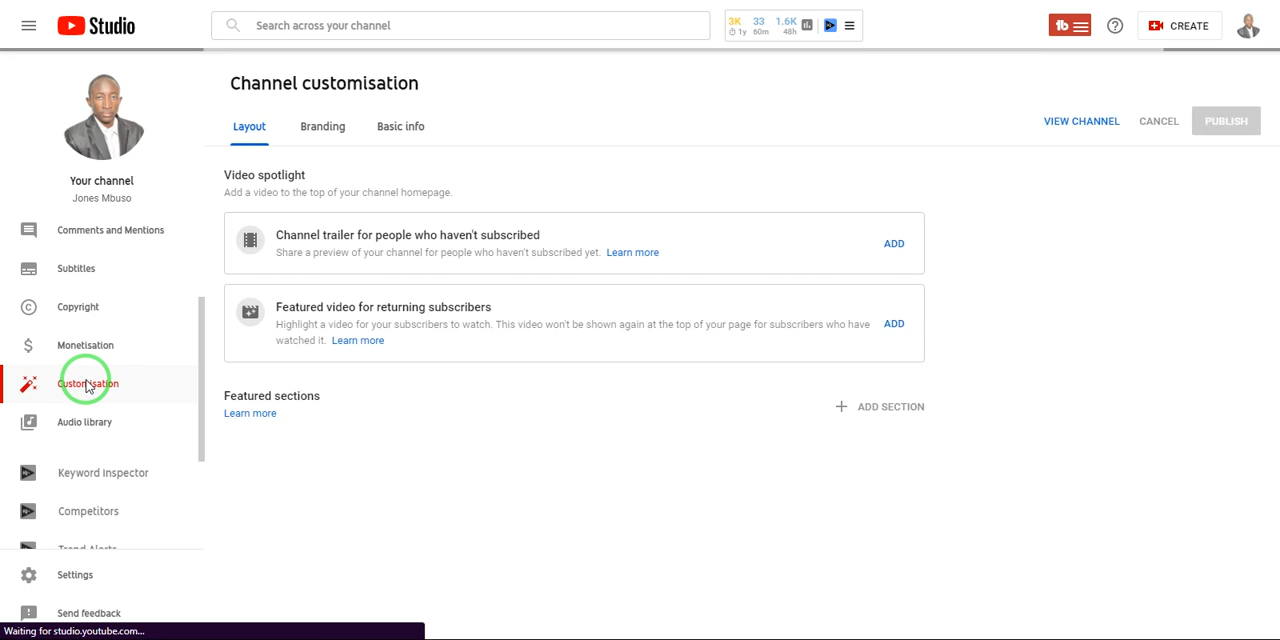 Studio
Search across your channel
3K 33 1.6K
1y 60m 48h
tb
CREATE
Channel customisation
Layout Branding Basic info
VIEW CHANNEL CANCEL PUBLISH
Your channel
Jones Mbuso
Comments and Mentions
Subtitles
Copyright
Monetisation
Customisation
Audio library
Keyword Inspector
Competitors
Trend Alerts
Settings
Send feedback
Video spotlight
Add a video to the top of your channel homepage.
Channel trailer for people who haven't subscribed
Share a preview of your channel for people who haven't subscribed yet. Learn more
ADD
Featured video for returning subscribers
Highlight a video for your subscribers to watch. This video won't be shown again at the top of your page for subscribers who have
watched it. Learn more
ADD
Featured sections
Learn more
ADD SECTION
Waiting for studio.youtube.com...